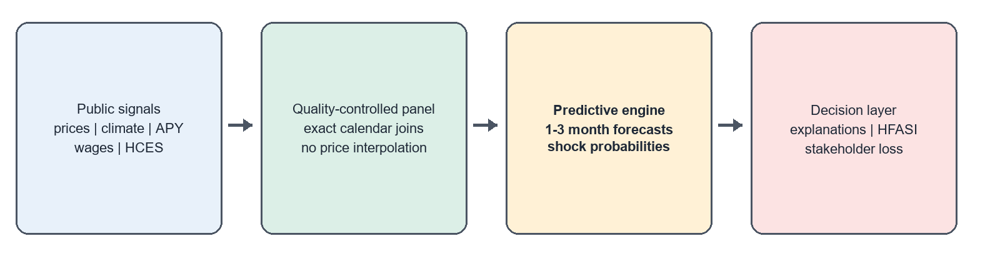 Public signals
prices | climate | APY
wages | HCES
Quality-controlled panel
exact calendar joins
no price interpolation
Predictive engine
1-3 month forecasts
shock probabilities
Decision layer
explanations | HFASI
stakeholder loss